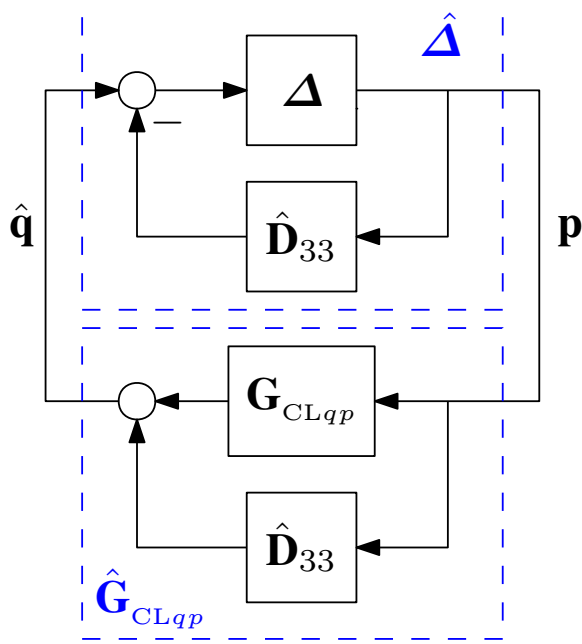 Δ̂
Δ
−
D̂₃₃
q̂
p
G_CLqp
D̂₃₃
Ĝ_CLqp